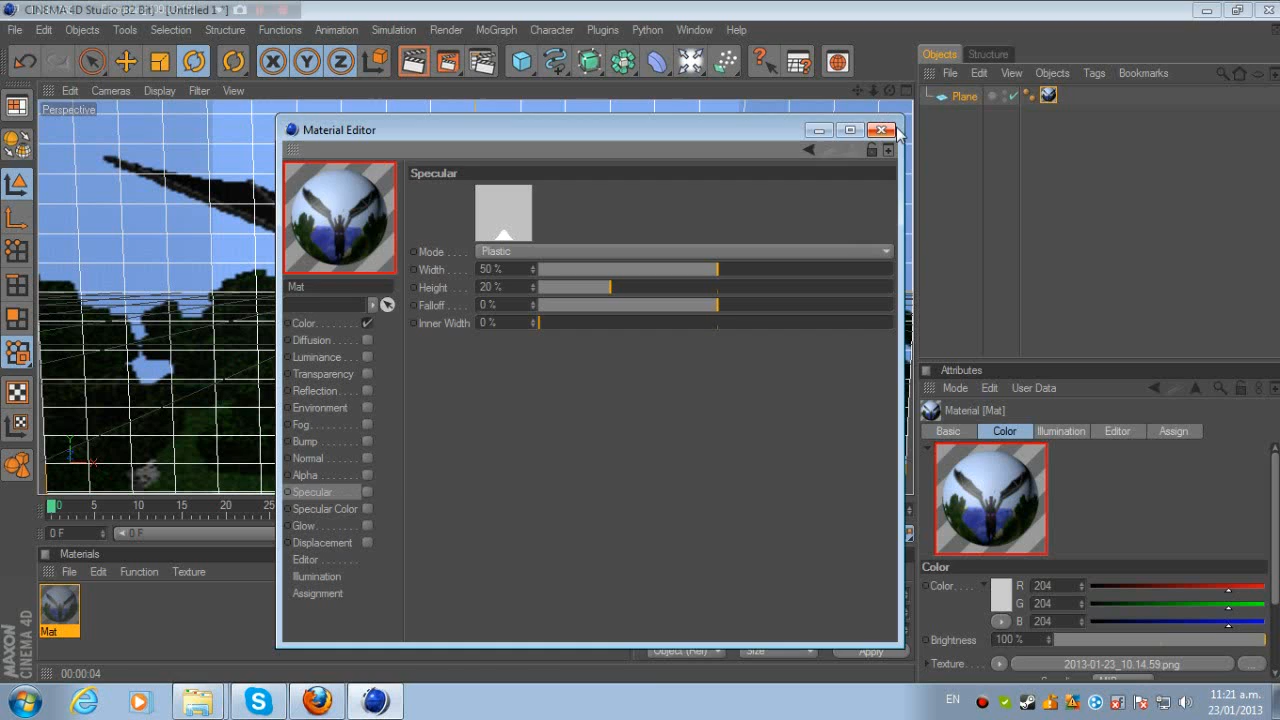 CINEMA 4D Studio (32 Bit) - [Untitled 1 *]
File Edit Objects Tools Selection Structure Functions Animation Simulation Render MoGraph Character Plugins Python Window Help
Objects Structure
File Edit View Objects Tags Bookmarks
Plane
Edit Cameras Display Filter View
Perspective
Material Editor
Specular
Mode . . . . Plastic
Width . . . . 50 %
Height . . . 20 %
Falloff . . . 0 %
Inner Width 0 %
Mat
Color. . . . . . . .
Diffusion . . . .
Luminance . . .
Transparency
Reflection. . . .
Environment
Fog. . . . . . . . .
Bump . . . . . . .
Normal . . . . . .
Alpha . . . . . . .
Specular
Specular Color
Glow . . . . . . . .
Displacement
Editor . . . . . . .
Illumination
Assignment
0 5 10 15 20 25
0 F 0 F
Materials
File Edit Function Texture
Mat
MAXON
CINEMA 4D
00:00:04
Object (Rel) Size Apply
Attributes
Mode Edit User Data
Material [Mat]
Basic Color Illumination Editor Assign
Color
Color. . . . R 204
G 204
B 204
Brightness 100 %
Texture. . . . . 2013-01-23_10.14.59.png ...
EN
11:21 a.m.
23/01/2013